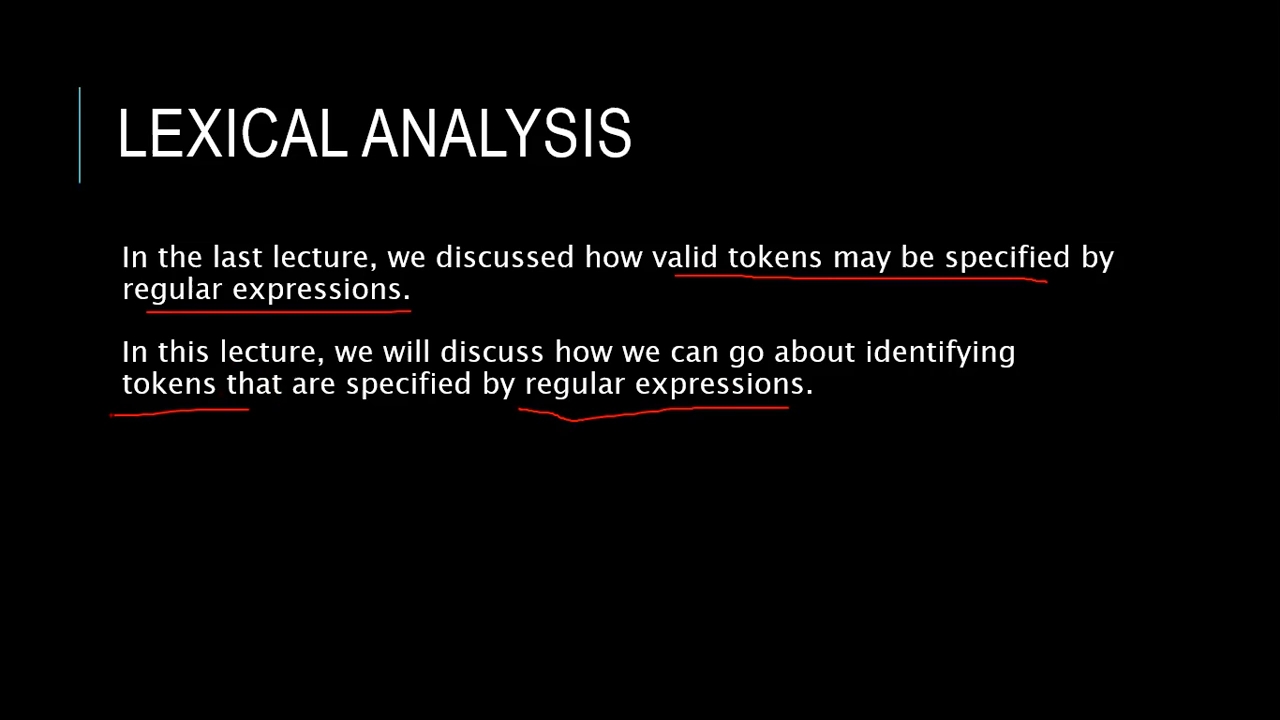 LEXICAL ANALYSIS
In the last lecture, we discussed how valid tokens may be specified by
regular expressions.
In this lecture, we will discuss how we can go about identifying
tokens that are specified by regular expressions.